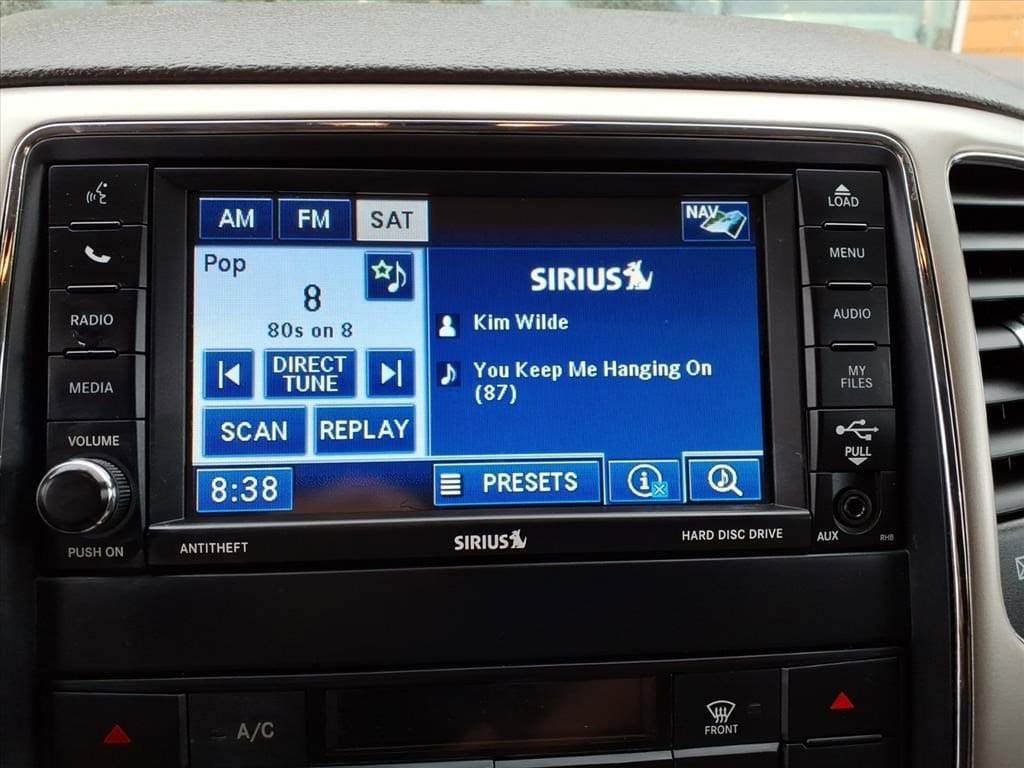 AM FM SAT NAV
Pop
8
80s on 8
DIRECT
TUNE
SCAN REPLAY
SIRIUS
Kim Wilde
You Keep Me Hanging On
(87)
8:38
PRESETS
i
RADIO
MEDIA
VOLUME
PUSH ON
LOAD
MENU
AUDIO
MY
FILES
PULL
AUX
RHB
ANTITHEFT
SIRIUS
HARD DISC DRIVE
A/C
FRONT